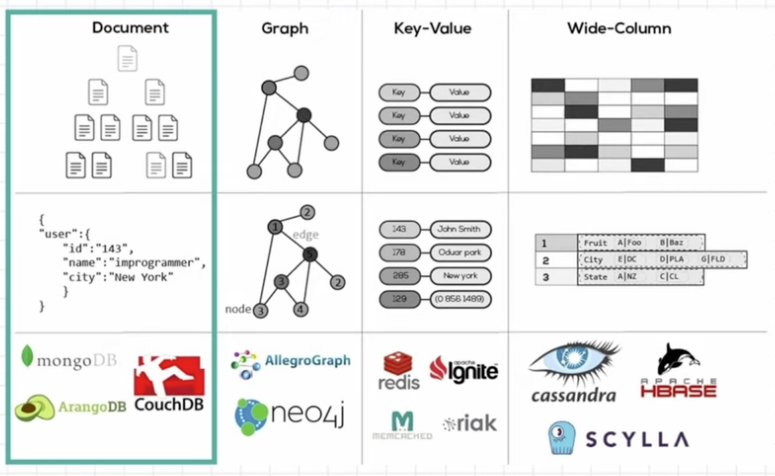 Document
Graph
Key-Value
Wide-Column
Key Value
Key Value
Key Value
Key Value
{
"user":{
"id":"143",
"name":"improgrammer",
"city":"New York"
}
}
2
1
edge
5
3
2
node
3
4
143 John Smith
178 Oduar park
285 New york
129 (0 856 1489)
1 Fruit A|Foo B|Baz
2 City E|DC D|PLA G|FLD
3 State A|NZ C|CL
mongoDB
ArangoDB
CouchDB
AllegroGraph
neo4j
redis
APACHE
Ignite
MEMCACHED
riak
cassandra
APACHE
HBASE
SCYLLA